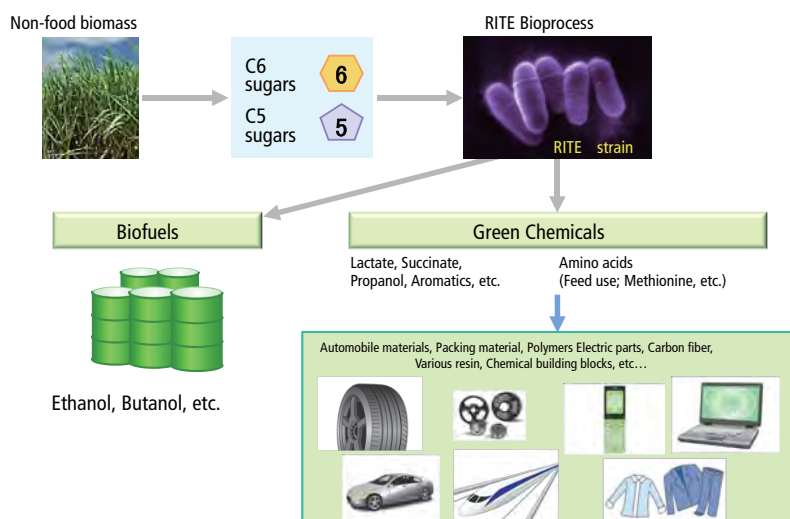 Non-food biomass
RITE Bioprocess
C6
sugars
6
C5
sugars
5
RITE strain
Biofuels
Green Chemicals
Lactate, Succinate,
Propanol, Aromatics, etc.
Amino acids
(Feed use; Methionine, etc.)
Ethanol, Butanol, etc.
Automobile materials, Packing material, Polymers Electric parts, Carbon fiber,
Various resin, Chemical building blocks, etc…